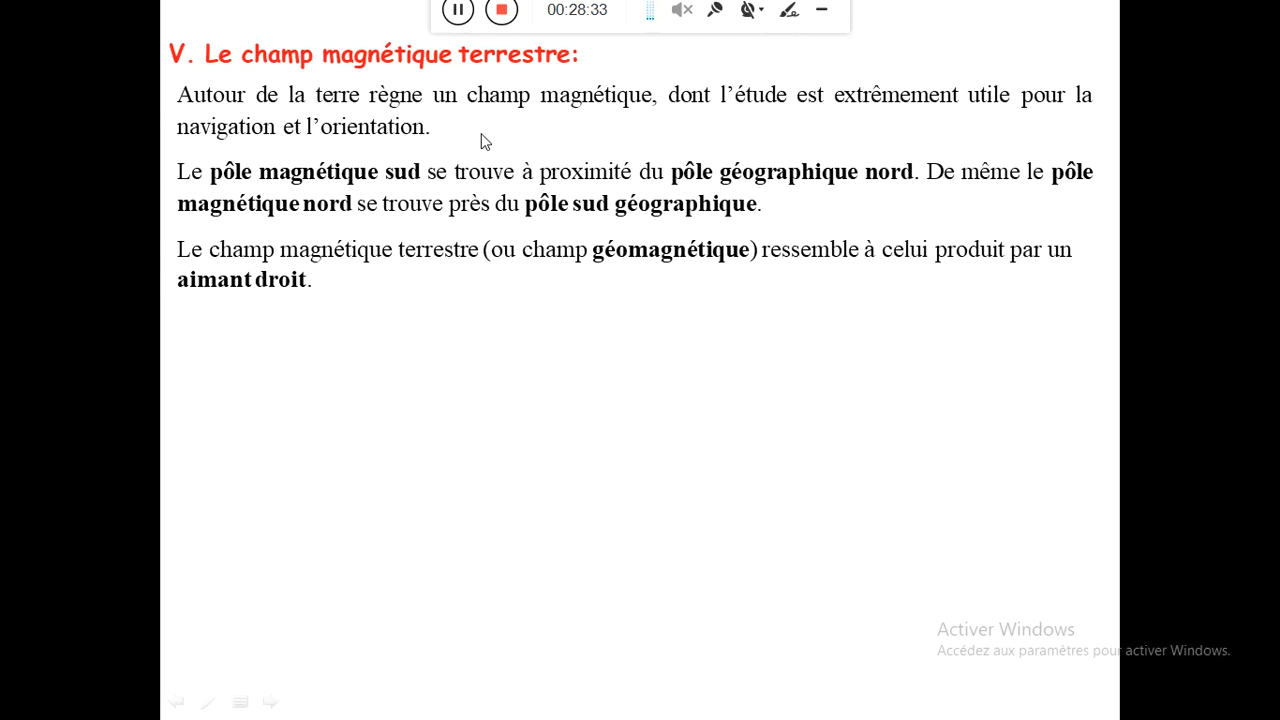 00:28:33
V. Le champ magnétique terrestre:
Autour de la terre règne un champ magnétique, dont l’étude est extrêmement utile pour la
navigation et l’orientation.
Le pôle magnétique sud se trouve à proximité du pôle géographique nord. De même le pôle
magnétique nord se trouve près du pôle sud géographique.
Le champ magnétique terrestre (ou champ géomagnétique) ressemble à celui produit par un
aimant droit.
Activer Windows
Accédez aux paramètres pour activer Windows.